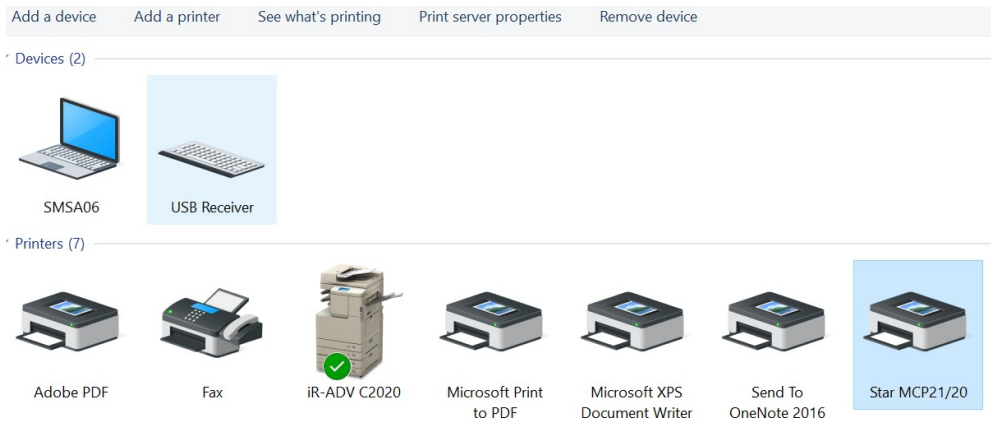 Add a device Add a printer See what's printing Print server properties Remove device
Devices (2)
SMSA06 USB Receiver
Printers (7)
Adobe PDF Fax iR-ADV C2020 Microsoft Print Microsoft XPS Send To Star MCP21/20
to PDF Document Writer OneNote 2016